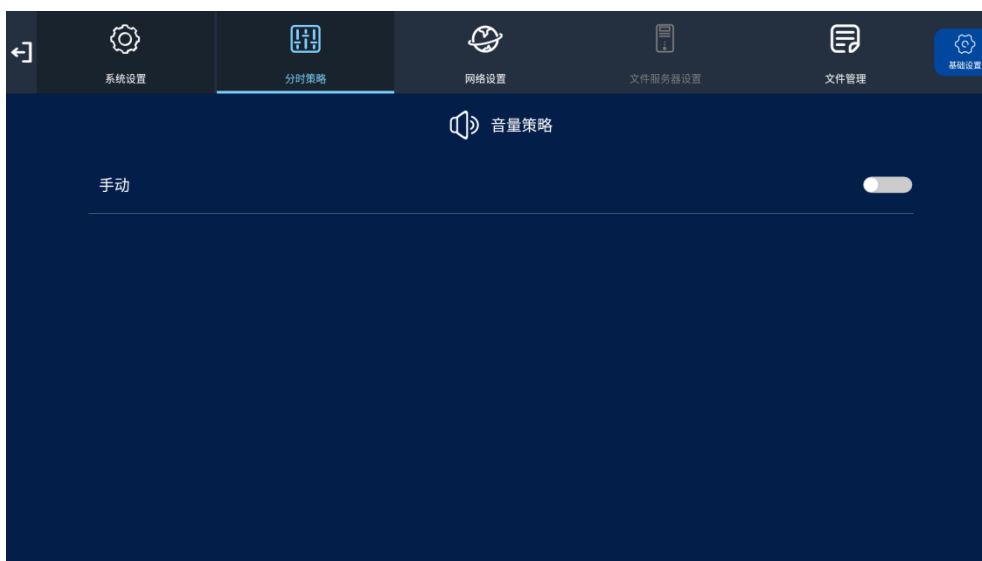 系统设置
分时策略
网络设置
文件服务器设置
文件管理
基础设置
音量策略
手动